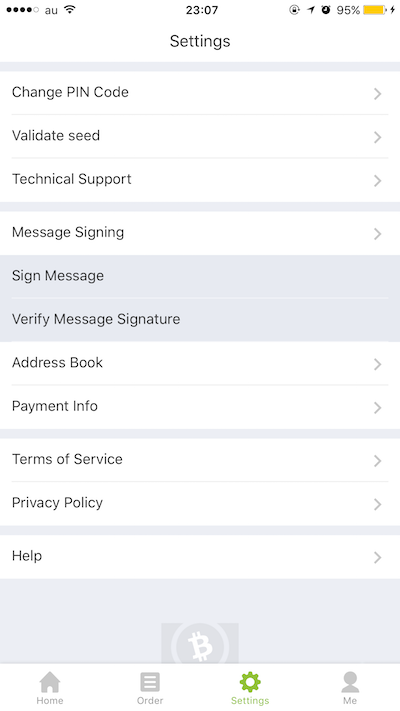 au 23:07 95%
Settings
Change PIN Code
Validate seed
Technical Support
Message Signing
Sign Message
Verify Message Signature
Address Book
Payment Info
Terms of Service
Privacy Policy
Help
Home Order Settings Me